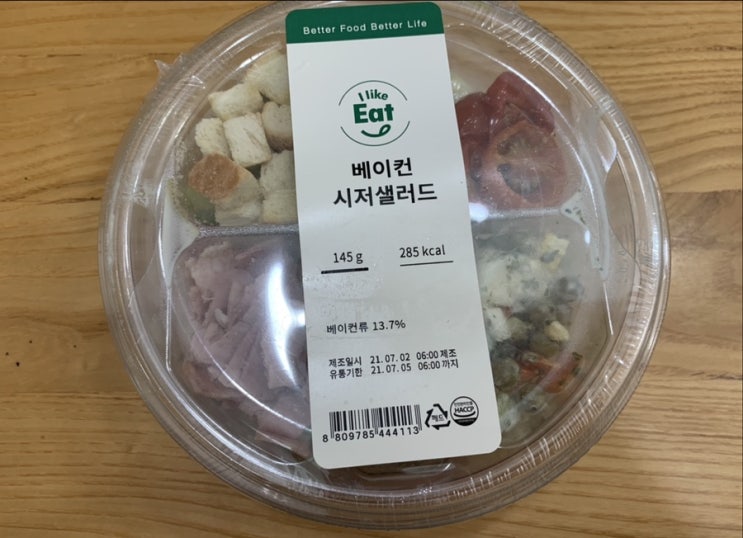 Better Food Better Life
I like
Eat
베이컨
시저샐러드
145 g 285 kcal
베이컨류 13.7%
제조일시 21.07.02 06:00 제조
유통기한 21.07.05 06:00 까지
8 809785 444113
페트
HACCP